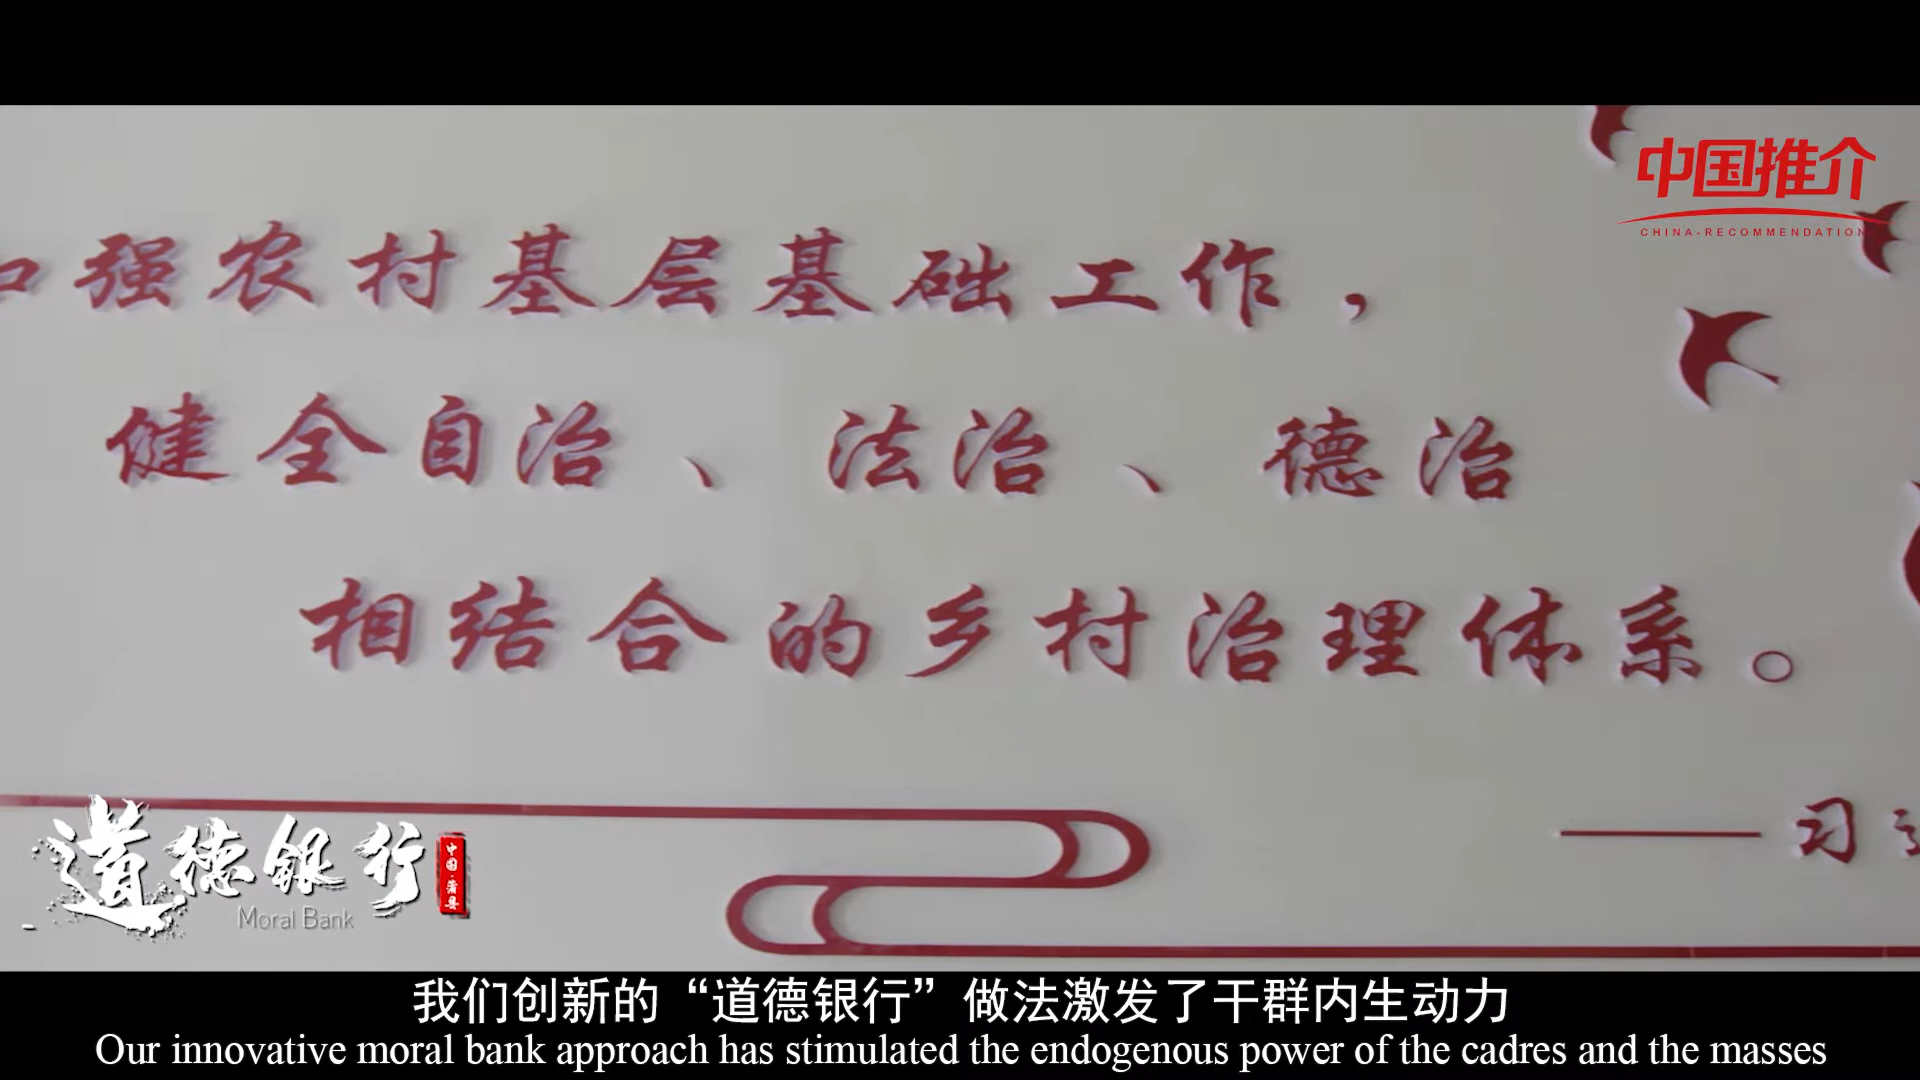 中国推介
CHINA-RECOMMENDATION
强农村基层基础工作，
健全自治、法治、德治
相结合的乡村治理体系。
——习
道德银行
中国·蒲县
Moral Bank
我们创新的“道德银行”做法激发了干群内生动力
Our innovative moral bank approach has stimulated the endogenous power of the cadres and the masses